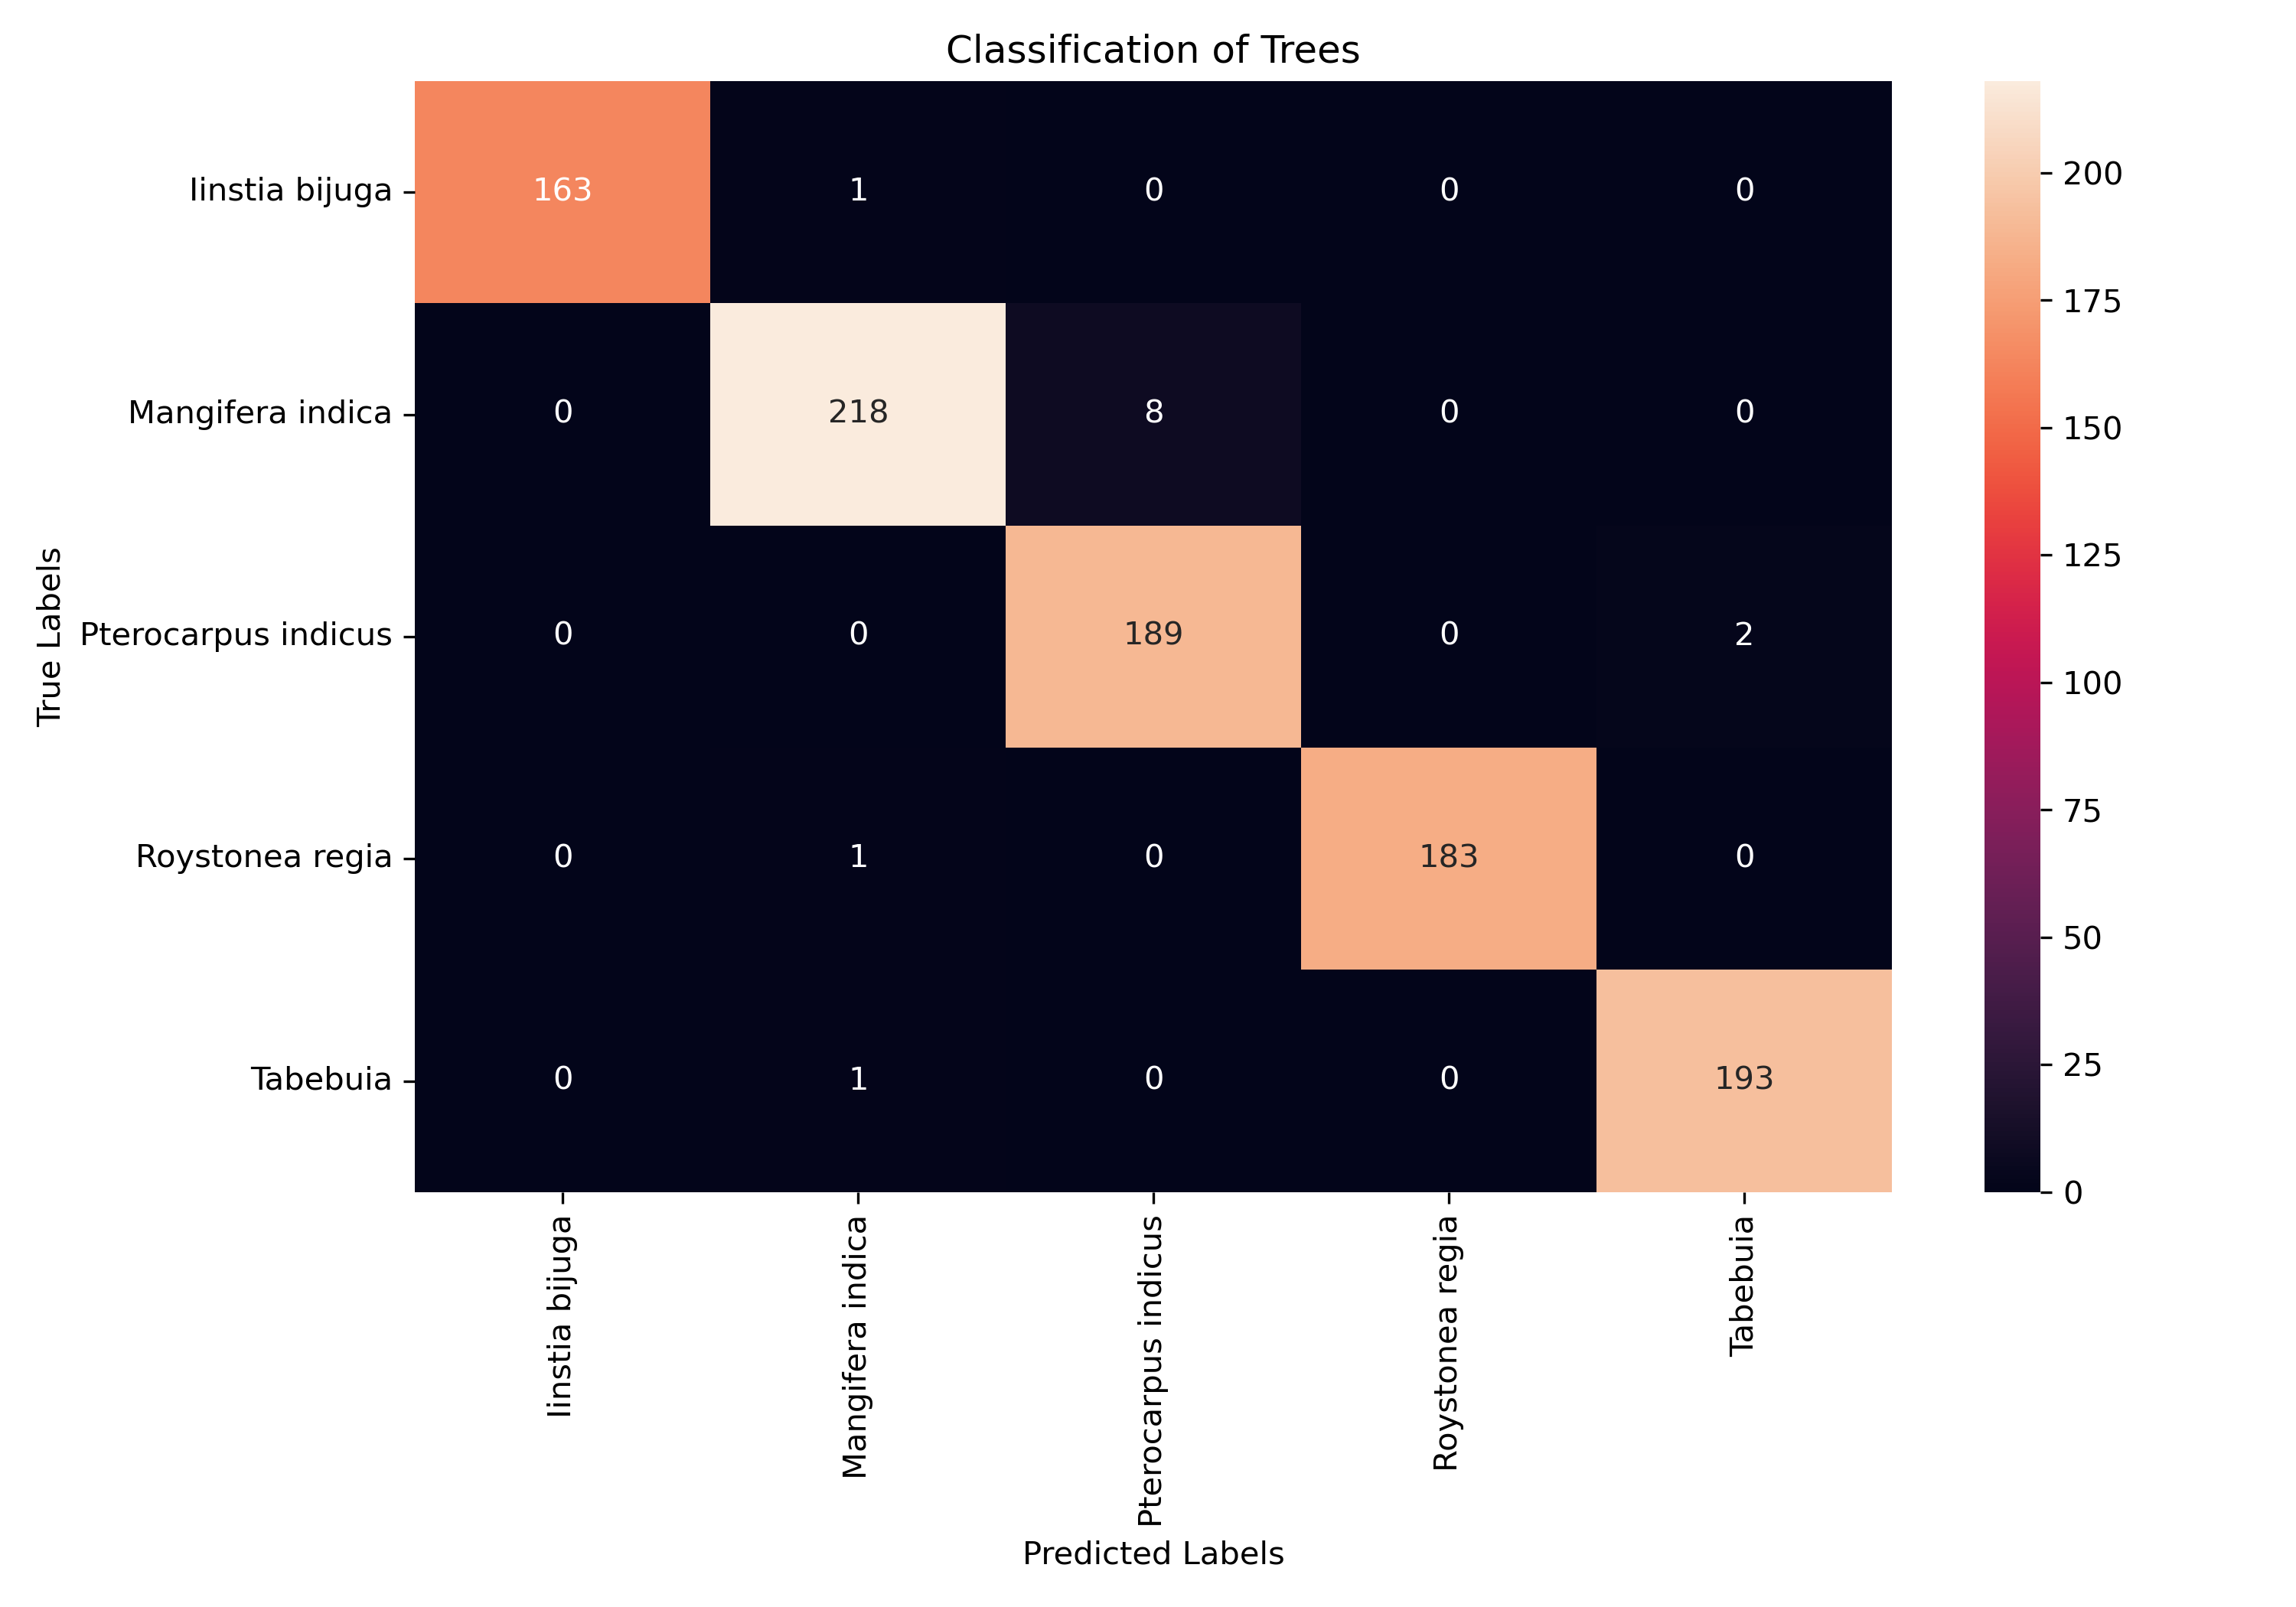 Classification of Trees
Iinstia bijuga 163 1 0 0 0
Mangifera indica 0 218 8 0 0
Pterocarpus indicus 0 0 189 0 2
Roystonea regia 0 1 0 183 0
Tabebuia 0 1 0 0 193
True Labels
Iinstia bijuga
Mangifera indica
Pterocarpus indicus
Roystonea regia
Tabebuia
Predicted Labels
200
175
150
125
100
75
50
25
0